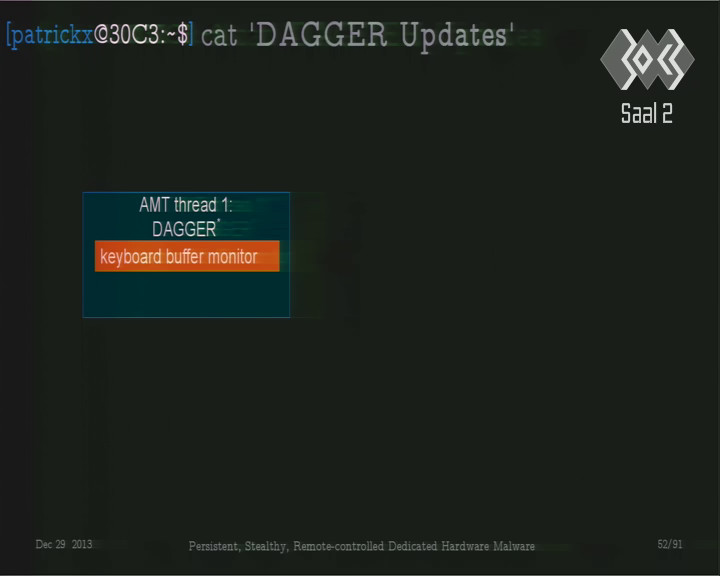 [patrickx@30C3:~$] cat 'DAGGER Updates'
30C3
Saal 2
AMT thread 1:
DAGGER*
keyboard buffer monitor
Dec 29 2013
Persistent, Stealthy, Remote-controlled Dedicated Hardware Malware
52/91